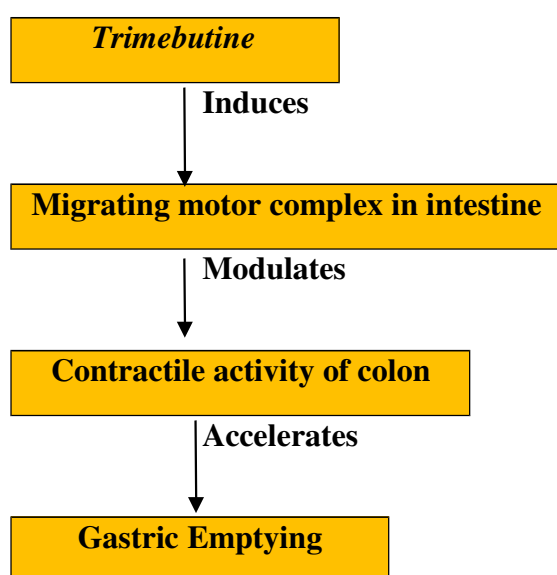 Trimebutine
Induces
Migrating motor complex in intestine
Modulates
Contractile activity of colon
Accelerates
Gastric Emptying